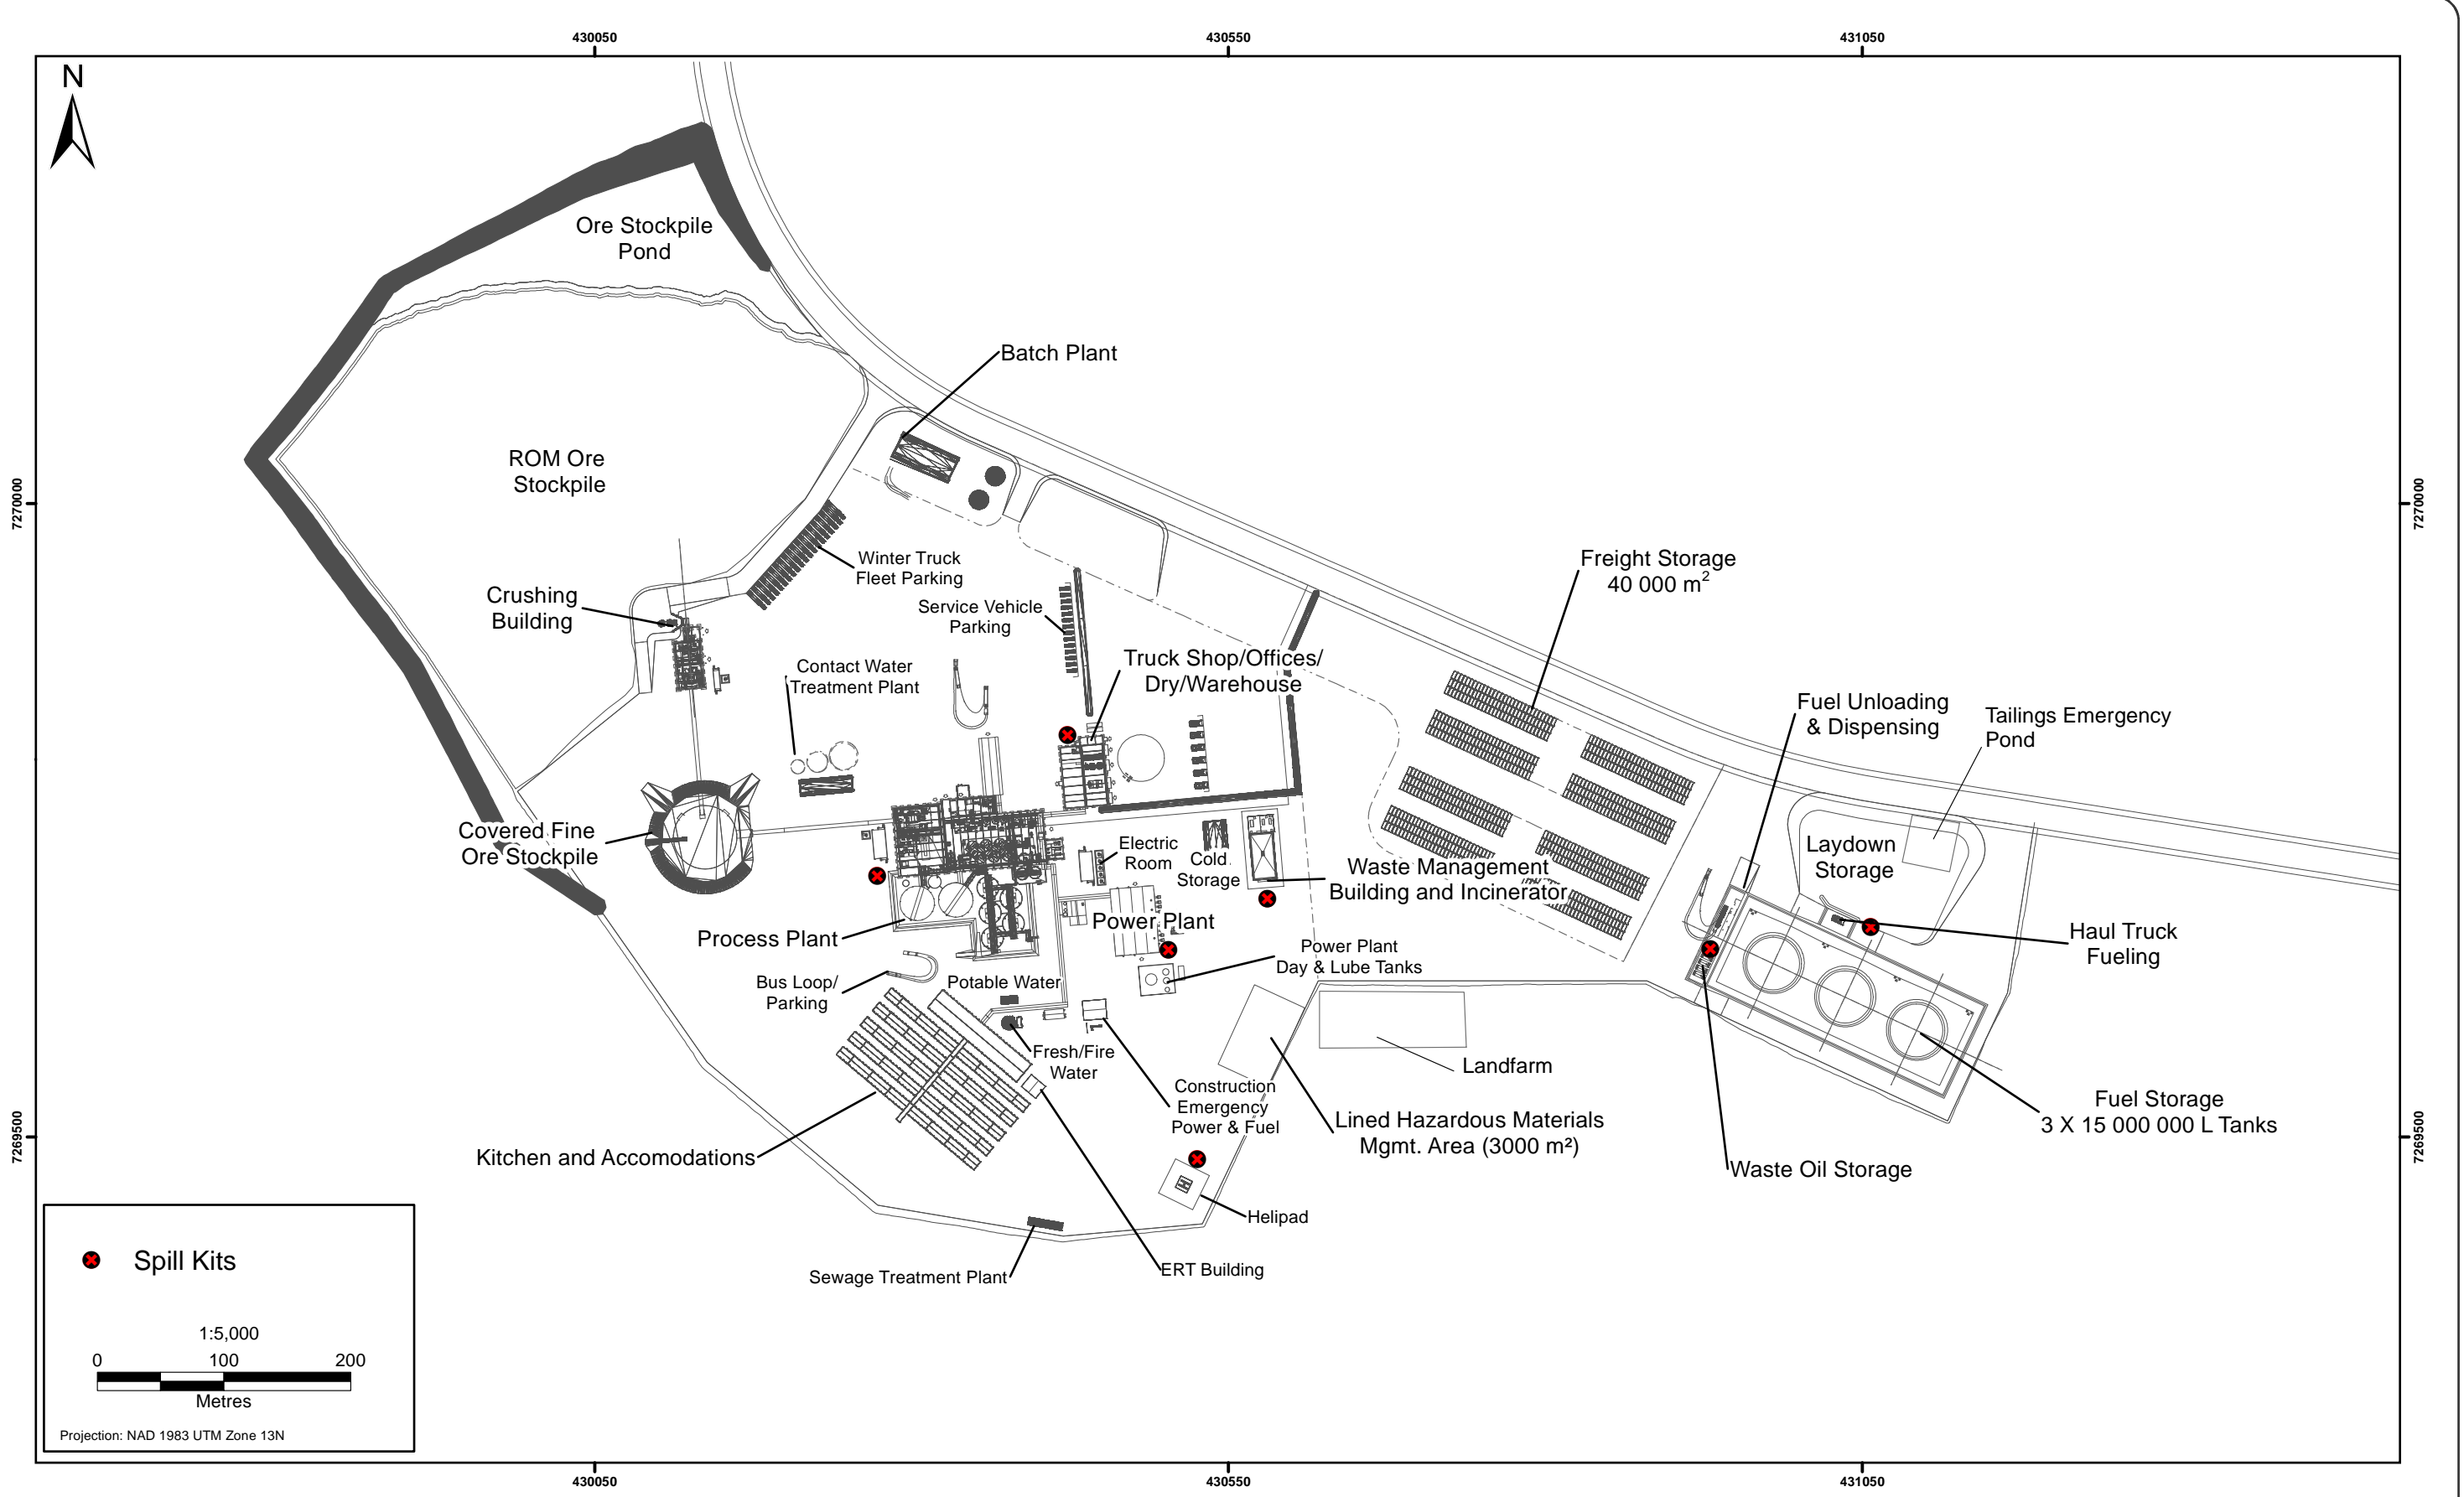 430050
430550
431050
N
Ore Stockpile
Pond
Batch Plant
ROM Ore
Stockpile
7270000
7270000
Winter Truck
Fleet Parking
Freight Storage
40 000 m²
Crushing
Building
Service Vehicle
Parking
Contact Water
Treatment Plant
Truck Shop/Offices/
Dry/Warehouse
Fuel Unloading
& Dispensing
Tailings Emergency
Pond
Covered Fine
Ore Stockpile
Electric
Room
Cold
Storage
Waste Management
Building and Incinerator
Laydown
Storage
Process Plant
Power Plant
Haul Truck
Fueling
Power Plant
Day & Lube Tanks
Bus Loop/
Parking
Potable Water
Fresh/Fire
Water
Landfarm
Construction
Emergency
Power & Fuel
Lined Hazardous Materials
Mgmt. Area (3000 m²)
Fuel Storage
3 X 15 000 000 L Tanks
7269500
7269500
Kitchen and Accomodations
Waste Oil Storage
H
Helipad
Sewage Treatment Plant
ERT Building
Spill Kits
1:5,000
0 100 200
Metres
Projection: NAD 1983 UTM Zone 13N
430050
430550
431050